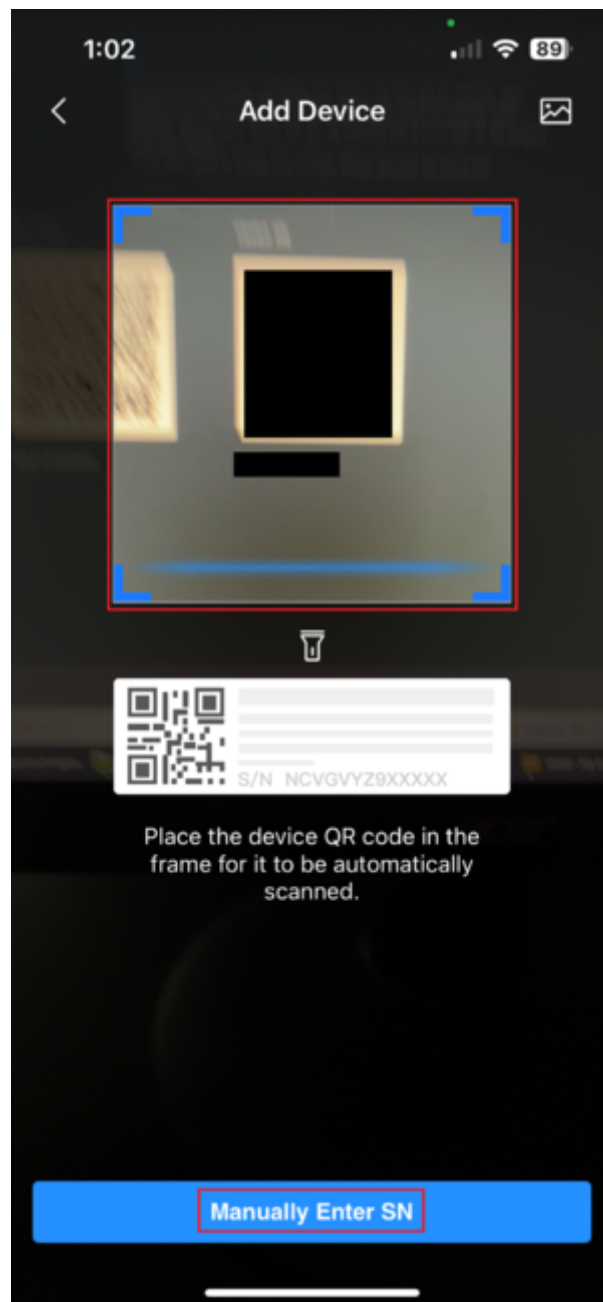 1:02
89
Add Device
S/N NCVGVYZ9XXXXX
Place the device QR code in the
frame for it to be automatically
scanned.
Manually Enter SN